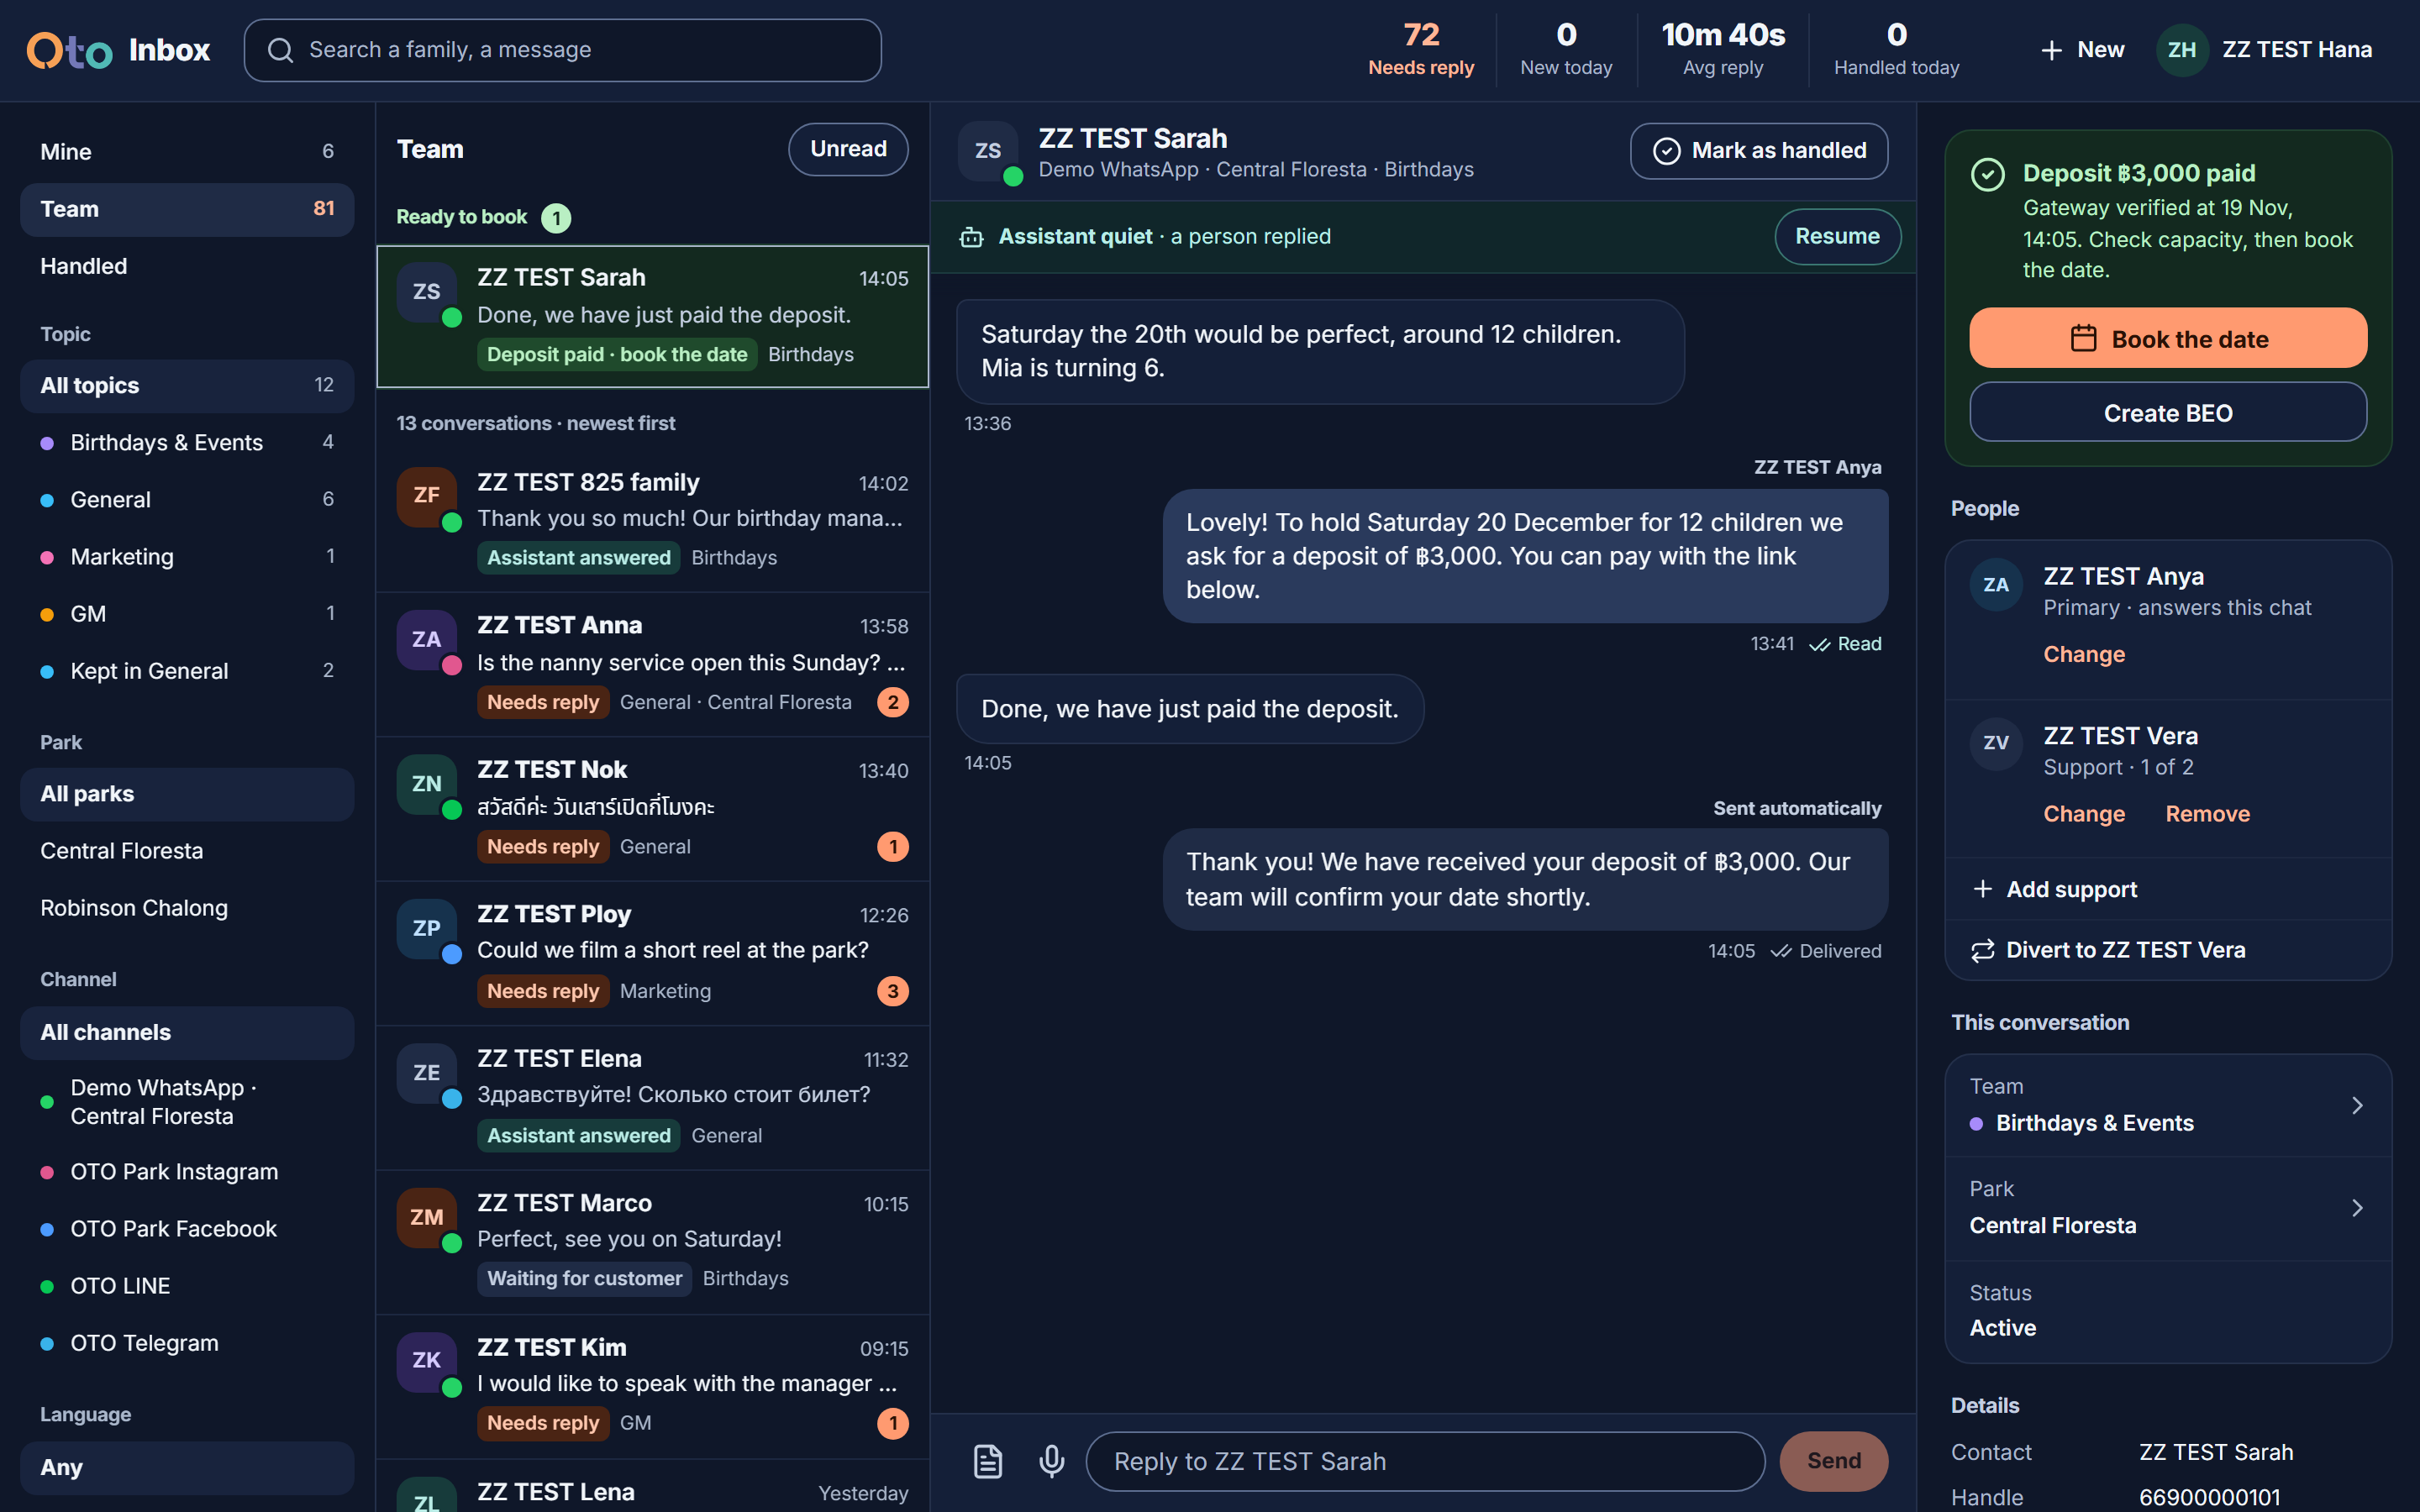 Oto Inbox
Search a family, a message
72
Needs reply
0
New today
10m 40s
Avg reply
0
Handled today
New
ZH
ZZ TEST Hana
Mine 6
Team 81
Handled
Topic
All topics 12
Birthdays & Events 4
General 6
Marketing 1
GM 1
Kept in General 2
Park
All parks
Central Floresta
Robinson Chalong
Channel
All channels
Demo WhatsApp ·
Central Floresta
OTO Park Instagram
OTO Park Facebook
OTO LINE
OTO Telegram
Language
Any
Team
Unread
Ready to book 1
ZS
ZZ TEST Sarah 14:05
Done, we have just paid the deposit.
Deposit paid · book the date Birthdays
13 conversations · newest first
ZF
ZZ TEST 825 family 14:02
Thank you so much! Our birthday mana...
Assistant answered Birthdays
ZA
ZZ TEST Anna 13:58
Is the nanny service open this Sunday? ...
Needs reply General · Central Floresta 2
ZN
ZZ TEST Nok 13:40
สวัสดีค่ะ วันเสาร์เปิดกี่โมงคะ
Needs reply General 1
ZP
ZZ TEST Ploy 12:26
Could we film a short reel at the park?
Needs reply Marketing 3
ZE
ZZ TEST Elena 11:32
Здравствуйте! Сколько стоит билет?
Assistant answered General
ZM
ZZ TEST Marco 10:15
Perfect, see you on Saturday!
Waiting for customer Birthdays
ZK
ZZ TEST Kim 09:15
I would like to speak with the manager ...
Needs reply GM 1
ZL
ZZ TEST Lena Yesterday
ZS
ZZ TEST Sarah
Demo WhatsApp · Central Floresta · Birthdays
Mark as handled
Assistant quiet · a person replied
Resume
Saturday the 20th would be perfect, around 12 children.
Mia is turning 6.
13:36
ZZ TEST Anya
Lovely! To hold Saturday 20 December for 12 children we
ask for a deposit of ฿3,000. You can pay with the link
below.
13:41 Read
Done, we have just paid the deposit.
14:05
Sent automatically
Thank you! We have received your deposit of ฿3,000. Our
team will confirm your date shortly.
14:05 Delivered
Reply to ZZ TEST Sarah
Send
Deposit ฿3,000 paid
Gateway verified at 19 Nov,
14:05. Check capacity, then book
the date.
Book the date
Create BEO
People
ZA
ZZ TEST Anya
Primary · answers this chat
Change
ZV
ZZ TEST Vera
Support · 1 of 2
Change Remove
Add support
Divert to ZZ TEST Vera
This conversation
Team
Birthdays & Events
Park
Central Floresta
Status
Active
Details
Contact ZZ TEST Sarah
Handle 66900000101